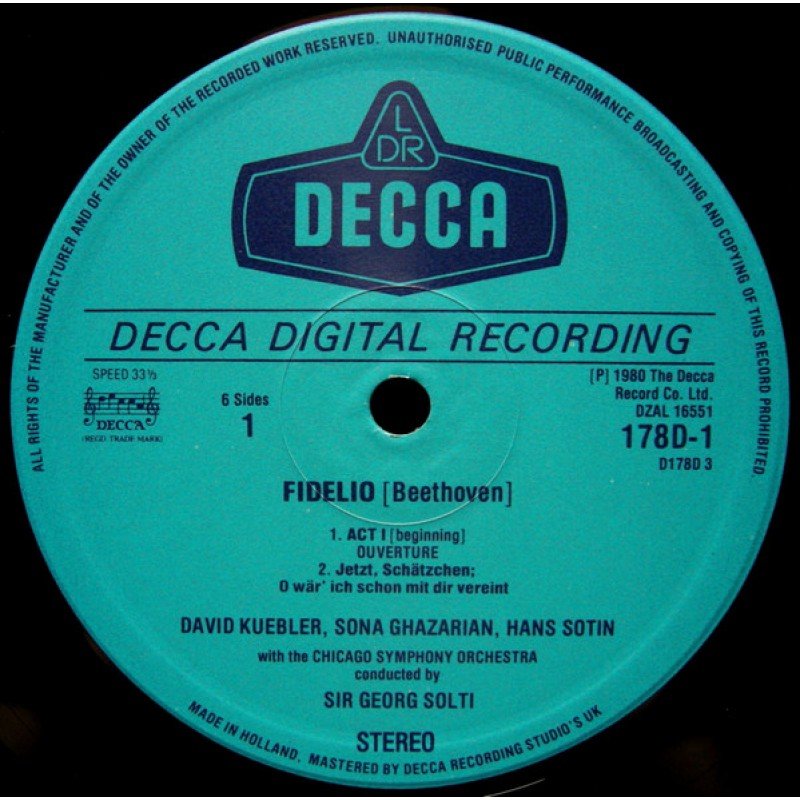 ALL RIGHTS OF THE MANUFACTURER AND OF THE OWNER OF THE RECORDED WORK RESERVED. UNAUTHORISED PUBLIC PERFORMANCE BROADCASTING AND COPYING OF THIS RECORD PROHIBITED.
L
DR
DECCA
DECCA DIGITAL RECORDING
SPEED 33⅓
DECCA
(REGD. TRADE MARK)
6 Sides
1
[P] 1980 The Decca
Record Co. Ltd.
DZAL 16551
178D-1
D178D 3
FIDELIO [Beethoven]
1. ACT I [beginning]
OUVERTURE
2. Jetzt, Schätzchen;
O wär' ich schon mit dir vereint
DAVID KUEBLER, SONA GHAZARIAN, HANS SOTIN
with the CHICAGO SYMPHONY ORCHESTRA
conducted by
SIR GEORG SOLTI
STEREO
MADE IN HOLLAND. MASTERED BY DECCA RECORDING STUDIO'S UK